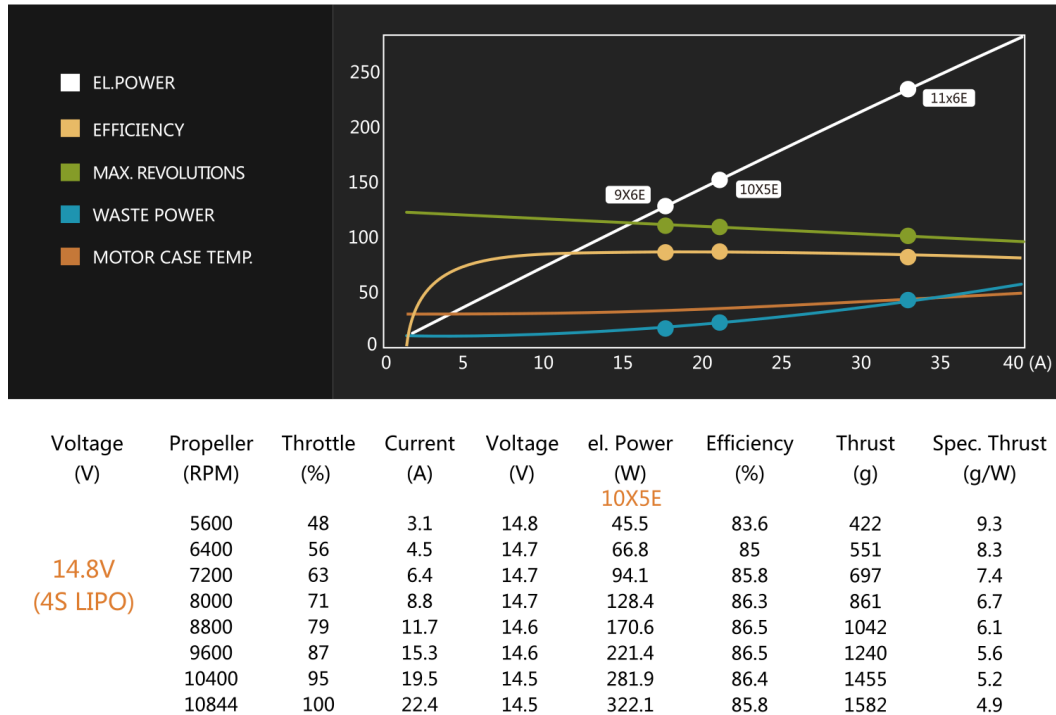 EL.POWER
EFFICIENCY
MAX. REVOLUTIONS
WASTE POWER
MOTOR CASE TEMP.
250
200
150
100
50
0
11x6E
9X6E
10X5E
0 5 10 15 20 25 30 35 40 (A)
Voltage Propeller Throttle Current Voltage el. Power Efficiency Thrust Spec. Thrust
(V) (RPM) (%) (A) (V) (W) (%) (g) (g/W)
10X5E
5600 48 3.1 14.8 45.5 83.6 422 9.3
6400 56 4.5 14.7 66.8 85 551 8.3
14.8V
7200 63 6.4 14.7 94.1 85.8 697 7.4
(4S LIPO)
8000 71 8.8 14.7 128.4 86.3 861 6.7
8800 79 11.7 14.6 170.6 86.5 1042 6.1
9600 87 15.3 14.6 221.4 86.5 1240 5.6
10400 95 19.5 14.5 281.9 86.4 1455 5.2
10844 100 22.4 14.5 322.1 85.8 1582 4.9